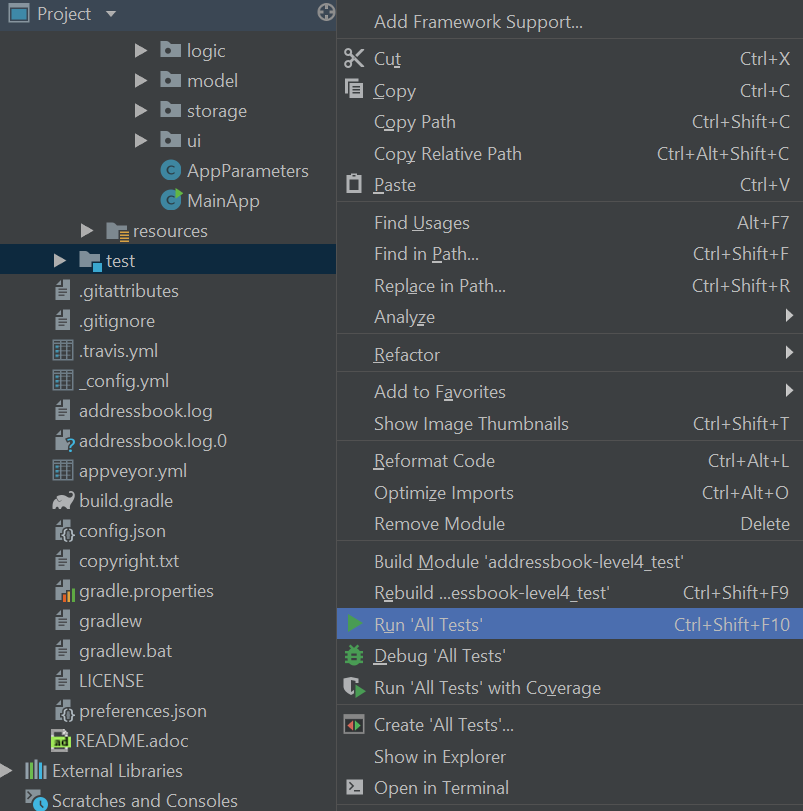 Project
logic
model
storage
ui
AppParameters
MainApp
resources
test
.gitattributes
.gitignore
.travis.yml
_config.yml
addressbook.log
addressbook.log.0
appveyor.yml
build.gradle
config.json
copyright.txt
gradle.properties
gradlew
gradlew.bat
LICENSE
preferences.json
README.adoc
External Libraries
Scratches and Consoles
Add Framework Support...
Cut Ctrl+X
Copy Ctrl+C
Copy Path Ctrl+Shift+C
Copy Relative Path Ctrl+Alt+Shift+C
Paste Ctrl+V
Find Usages Alt+F7
Find in Path... Ctrl+Shift+F
Replace in Path... Ctrl+Shift+R
Analyze
Refactor
Add to Favorites
Show Image Thumbnails Ctrl+Shift+T
Reformat Code Ctrl+Alt+L
Optimize Imports Ctrl+Alt+O
Remove Module Delete
Build Module 'addressbook-level4_test'
Rebuild ...essbook-level4_test' Ctrl+Shift+F9
Run 'All Tests' Ctrl+Shift+F10
Debug 'All Tests'
Run 'All Tests' with Coverage
Create 'All Tests'...
Show in Explorer
Open in Terminal